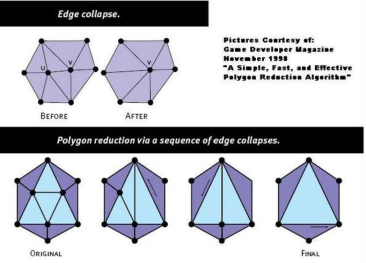 Edge collapse.
Pictures Courtesy of:
Game Developer Magazine
November 1998
"A Simple, Fast, and Effective
Polygon Reduction Algorithm"
U
V
V
BEFORE
AFTER
Polygon reduction via a sequence of edge collapses.
ORIGINAL
FINAL